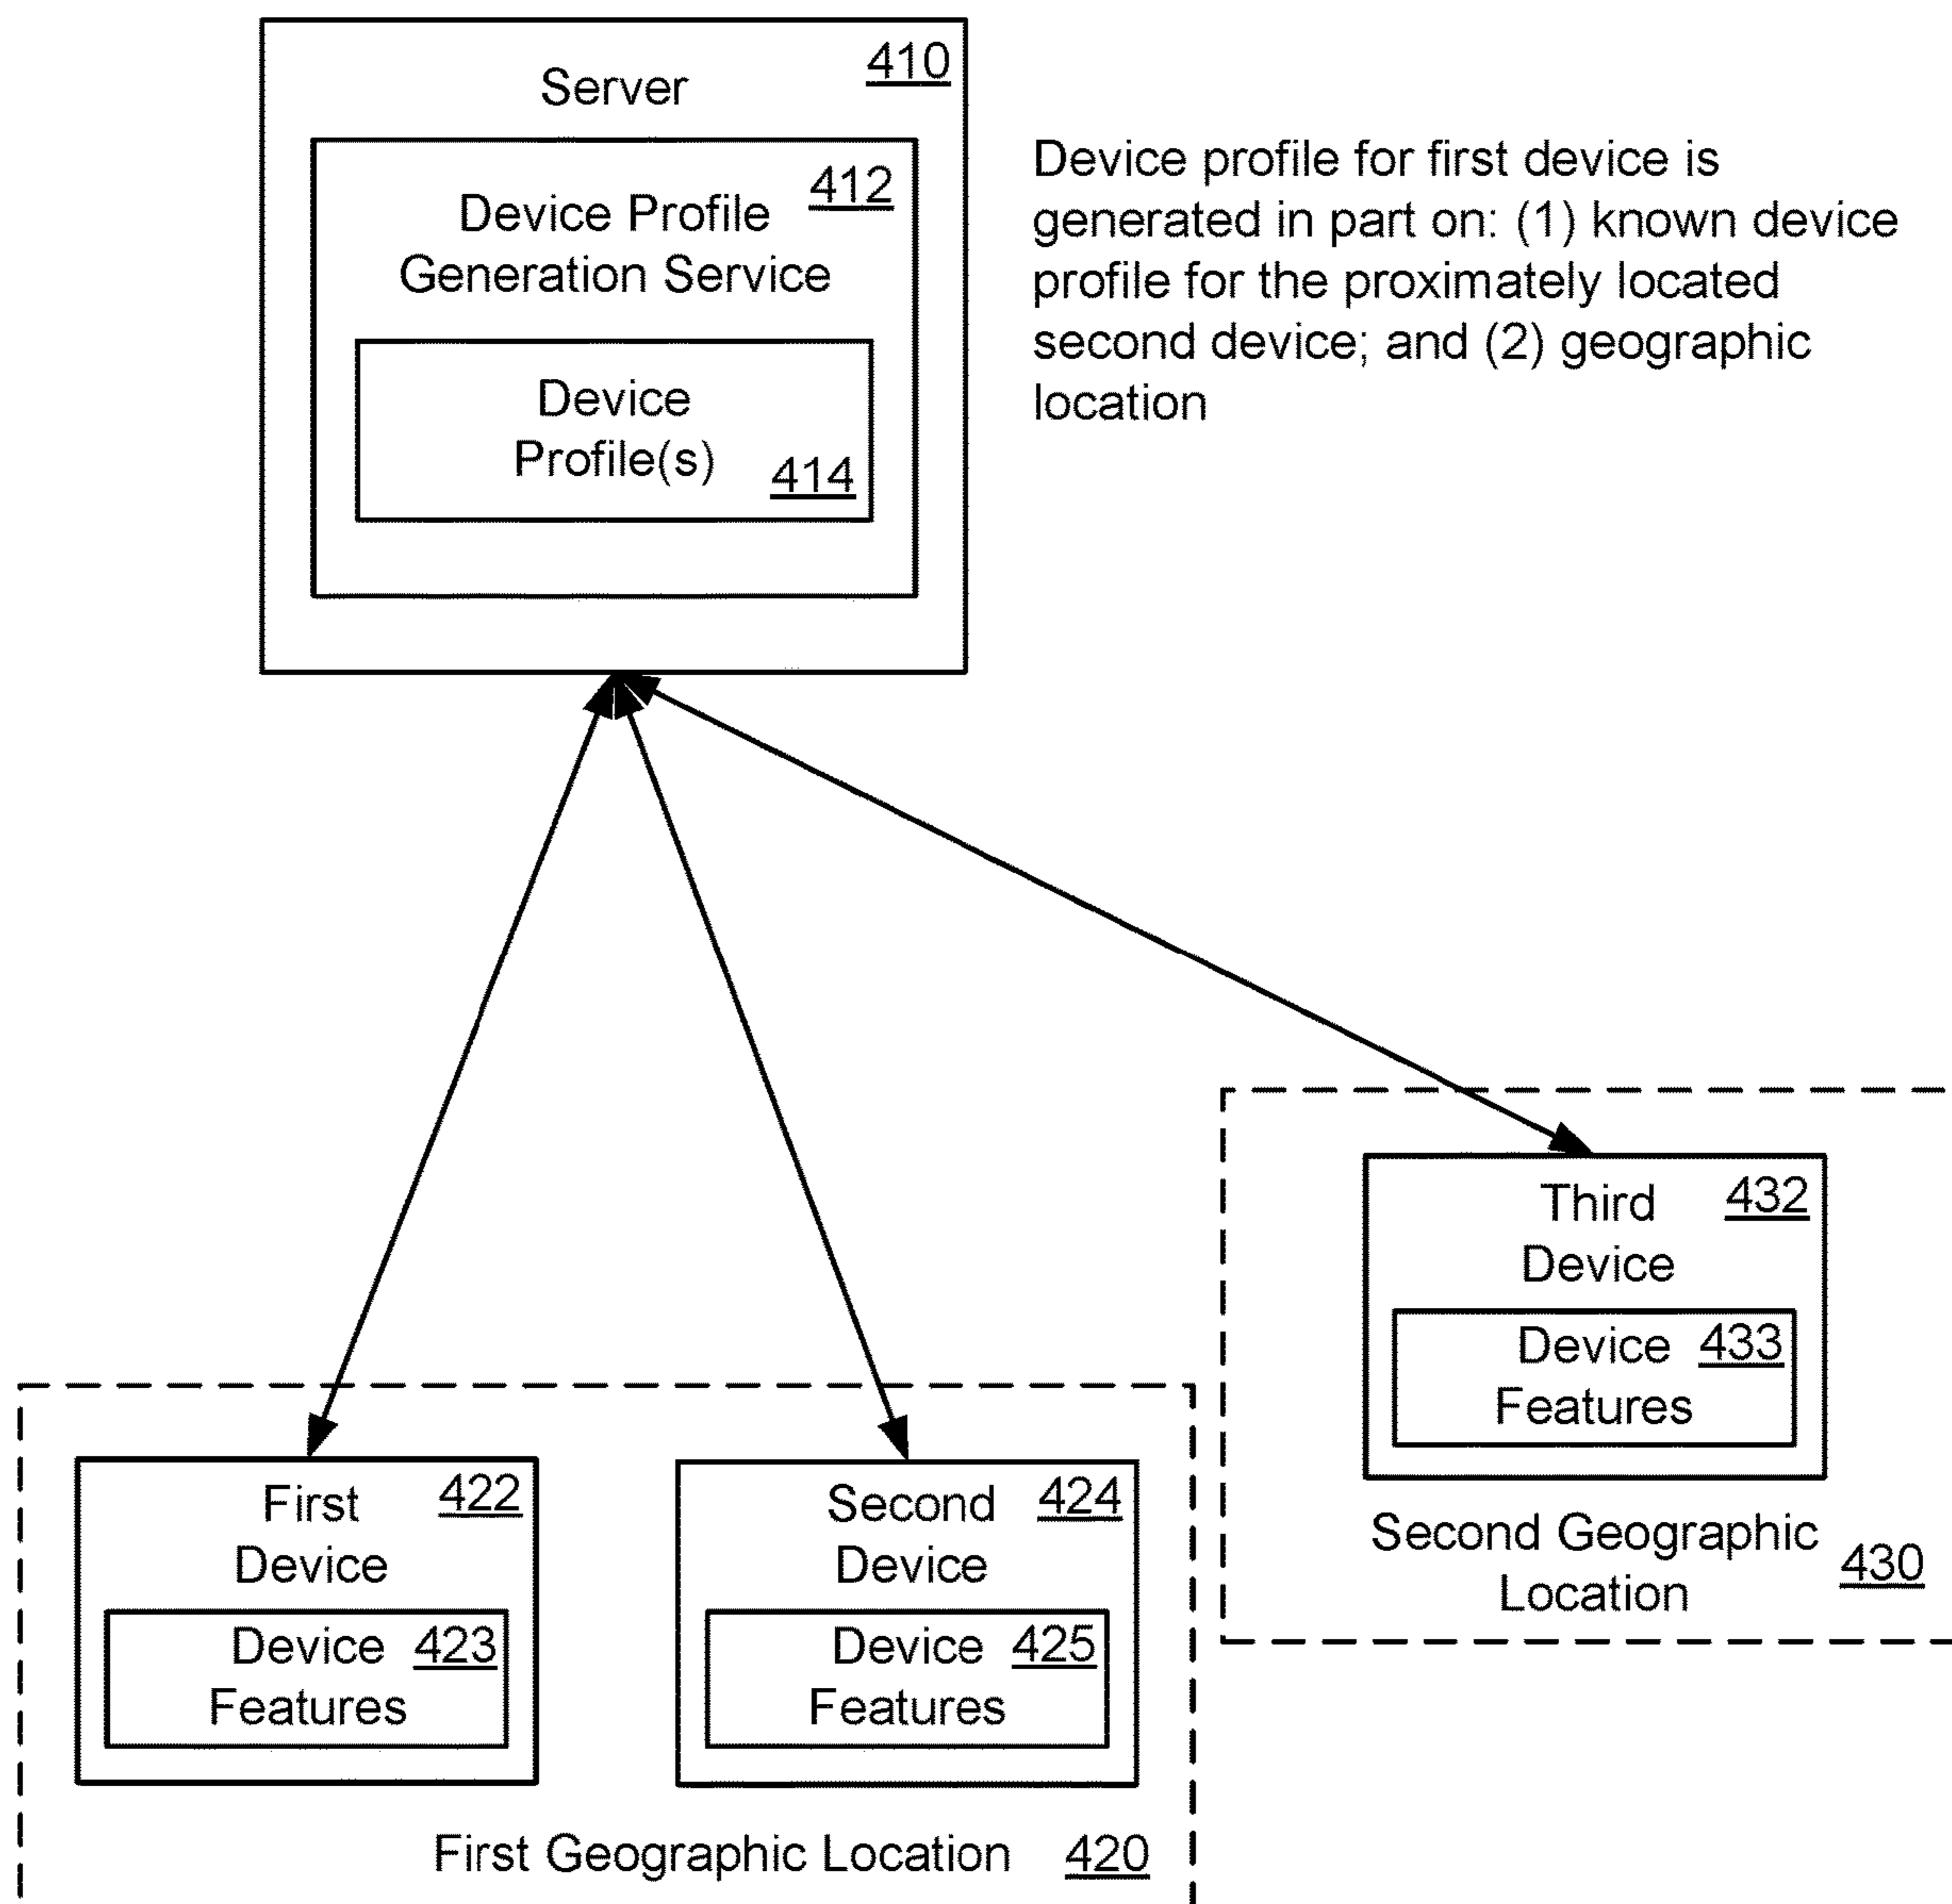 Server 410
Device Profile 412
Generation Service
Device
Profile(s) 414
Device profile for first device is
generated in part on: (1) known device
profile for the proximately located
second device; and (2) geographic
location
Third 432
Device
Device 433
Features
Second Geographic
Location 430
First 422
Device
Device 423
Features
Second 424
Device
Device 425
Features
First Geographic Location 420